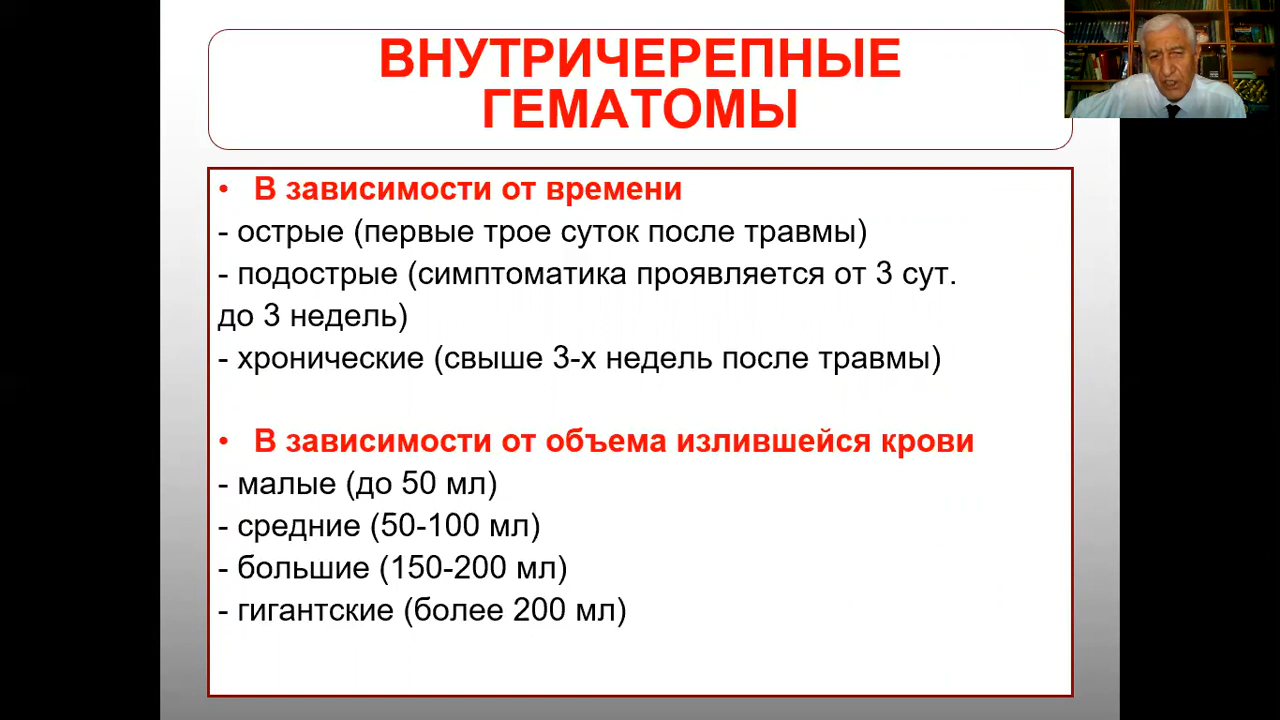 ВНУТРИЧЕРЕПНЫЕ
ГЕМАТОМЫ
• В зависимости от времени
- острые (первые трое суток после травмы)
- подострые (симптоматика проявляется от 3 сут.
до 3 недель)
- хронические (свыше 3-х недель после травмы)
• В зависимости от объема излившейся крови
- малые (до 50 мл)
- средние (50-100 мл)
- большие (150-200 мл)
- гигантские (более 200 мл)